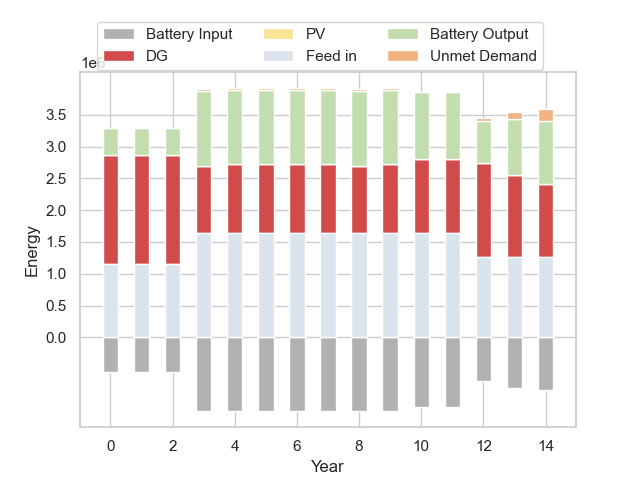 Battery Input PV Battery Output
DG Feed in Unmet Demand
1e6
3.5
3.0
2.5
2.0
1.5
1.0
0.5
0.0
Energy
0 2 4 6 8 10 12 14
Year